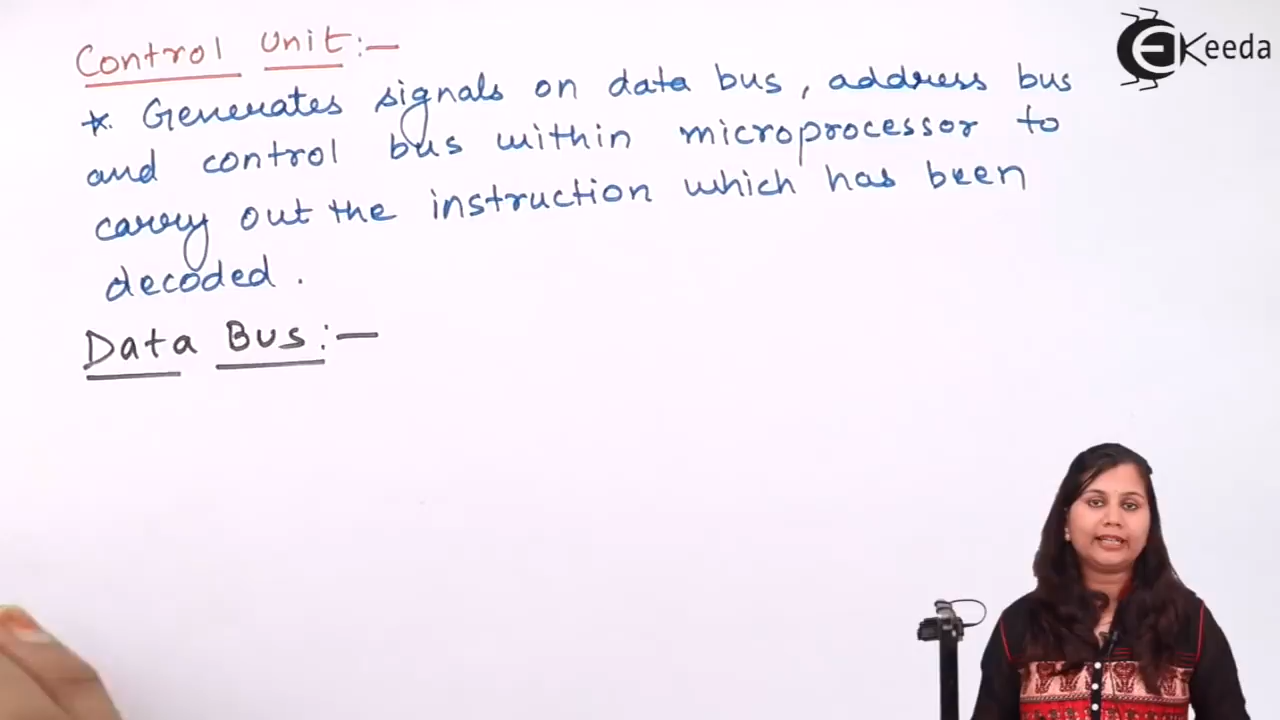 Control Unit:-
* Generates signals on data bus, address bus
and control bus within microprocessor to
carry out the instruction which has been
decoded.
Data Bus:-
EKeeda